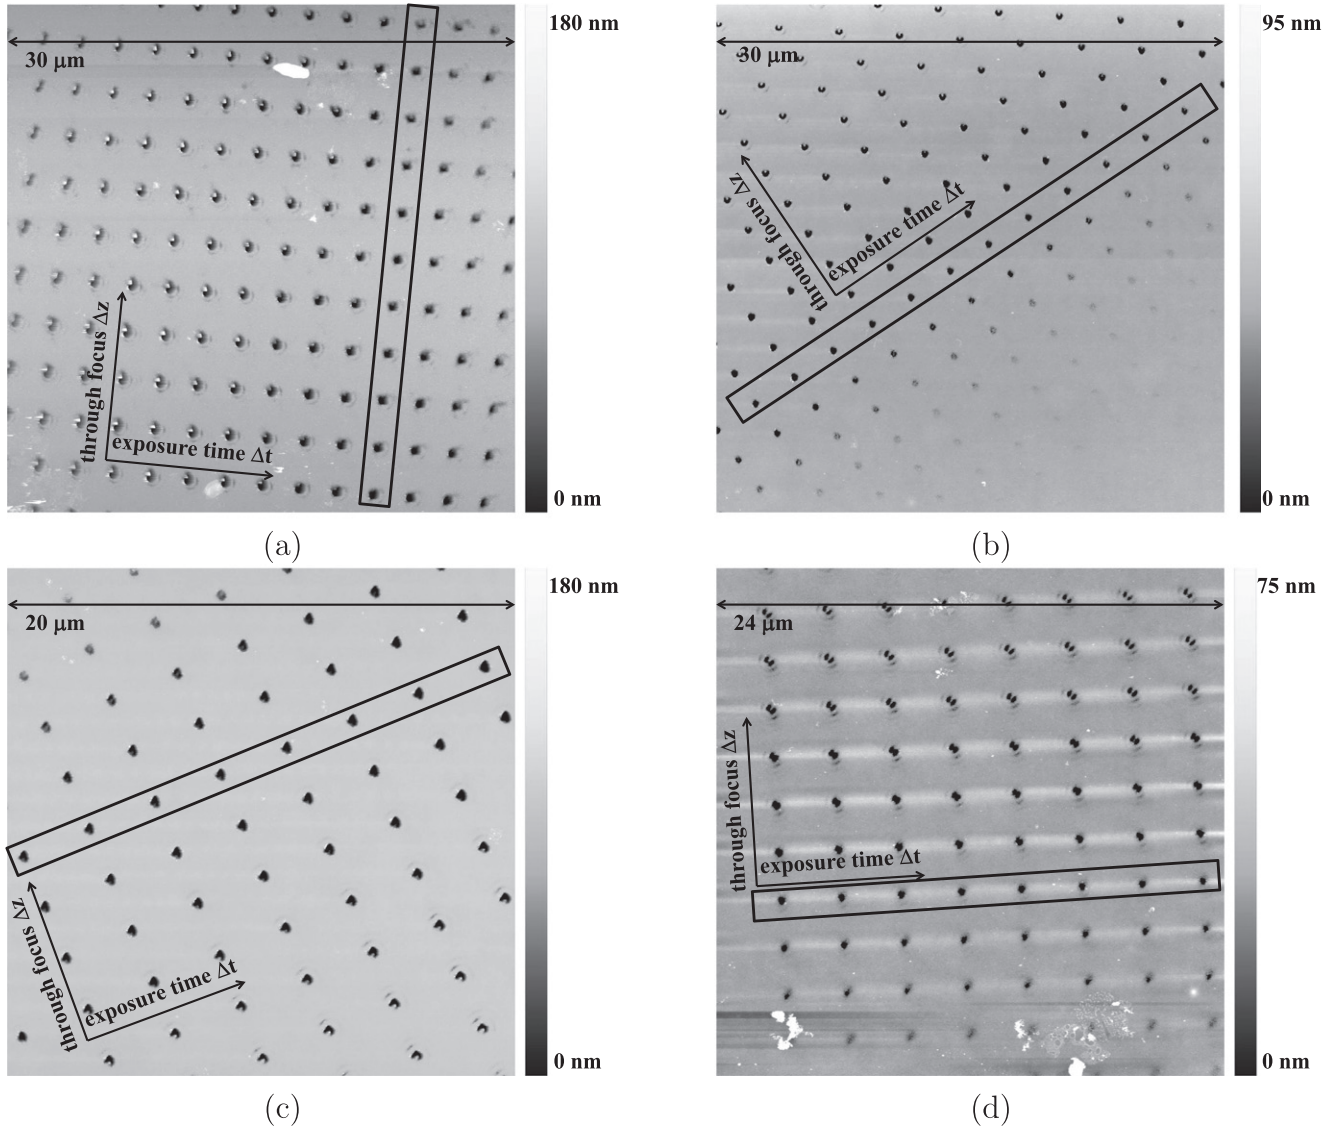 180 nm
30 μm
through focus Δz
exposure time Δt
0 nm
(a)
95 nm
30 μm
through focus Δz
exposure time Δt
0 nm
(b)
180 nm
20 μm
through focus Δz
exposure time Δt
0 nm
(c)
75 nm
24 μm
through focus Δz
exposure time Δt
0 nm
(d)